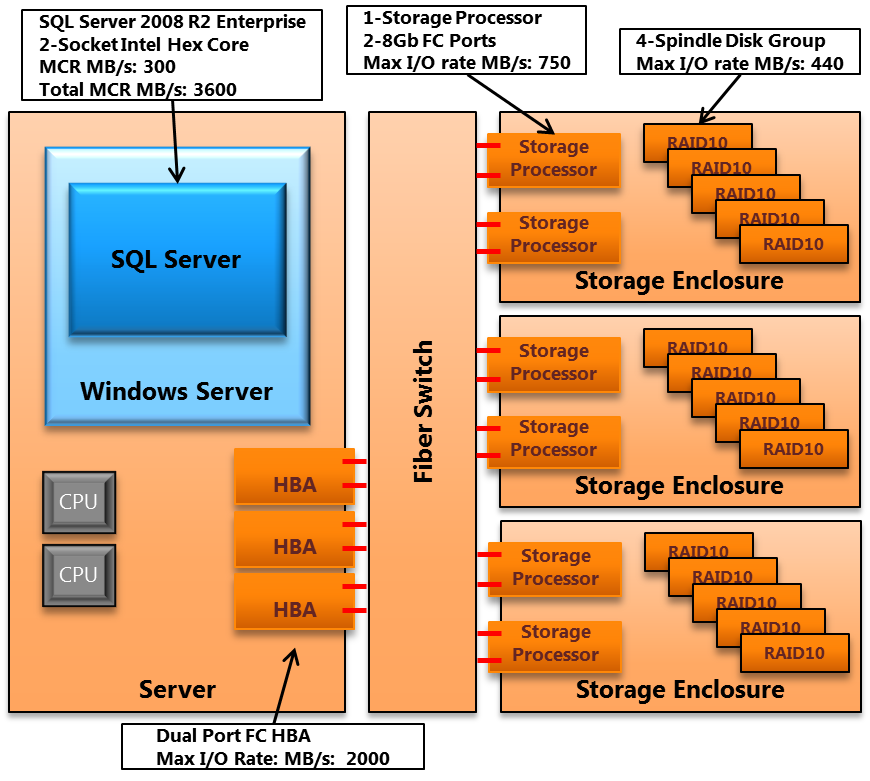 SQL Server 2008 R2 Enterprise
2-Socket Intel Hex Core
MCR MB/s: 300
Total MCR MB/s: 3600
1-Storage Processor
2-8Gb FC Ports
Max I/O rate MB/s: 750
4-Spindle Disk Group
Max I/O rate MB/s: 440
SQL Server
Windows Server
CPU
CPU
HBA
HBA
HBA
Server
Dual Port FC HBA
Max I/O Rate: MB/s:  2000
Fiber Switch
Storage
Processor
Storage
Processor
RAID10
RAID10
RAID10
RAID10
RAID10
Storage Enclosure
Storage
Processor
Storage
Processor
RAID10
RAID10
RAID10
RAID10
RAID10
Storage Enclosure
Storage
Processor
Storage
Processor
RAID10
RAID10
RAID10
RAID10
RAID10
Storage Enclosure